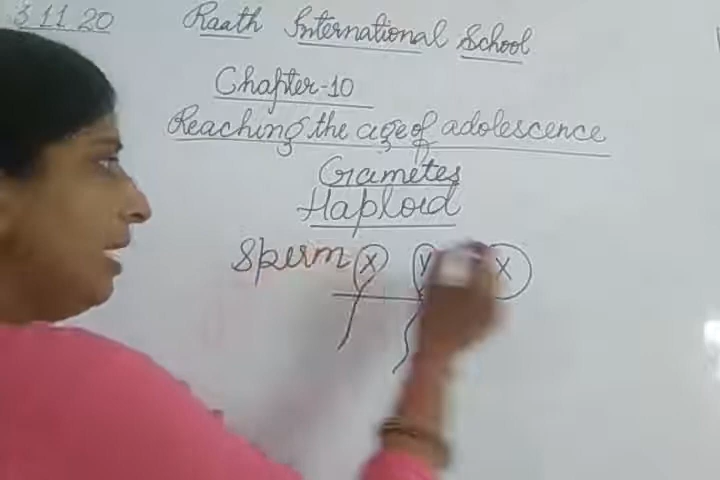 3.11.20
Raath International School
Chapter-10
Reaching the age of adolescence
Gametes
Haploid
Sperm X Y X